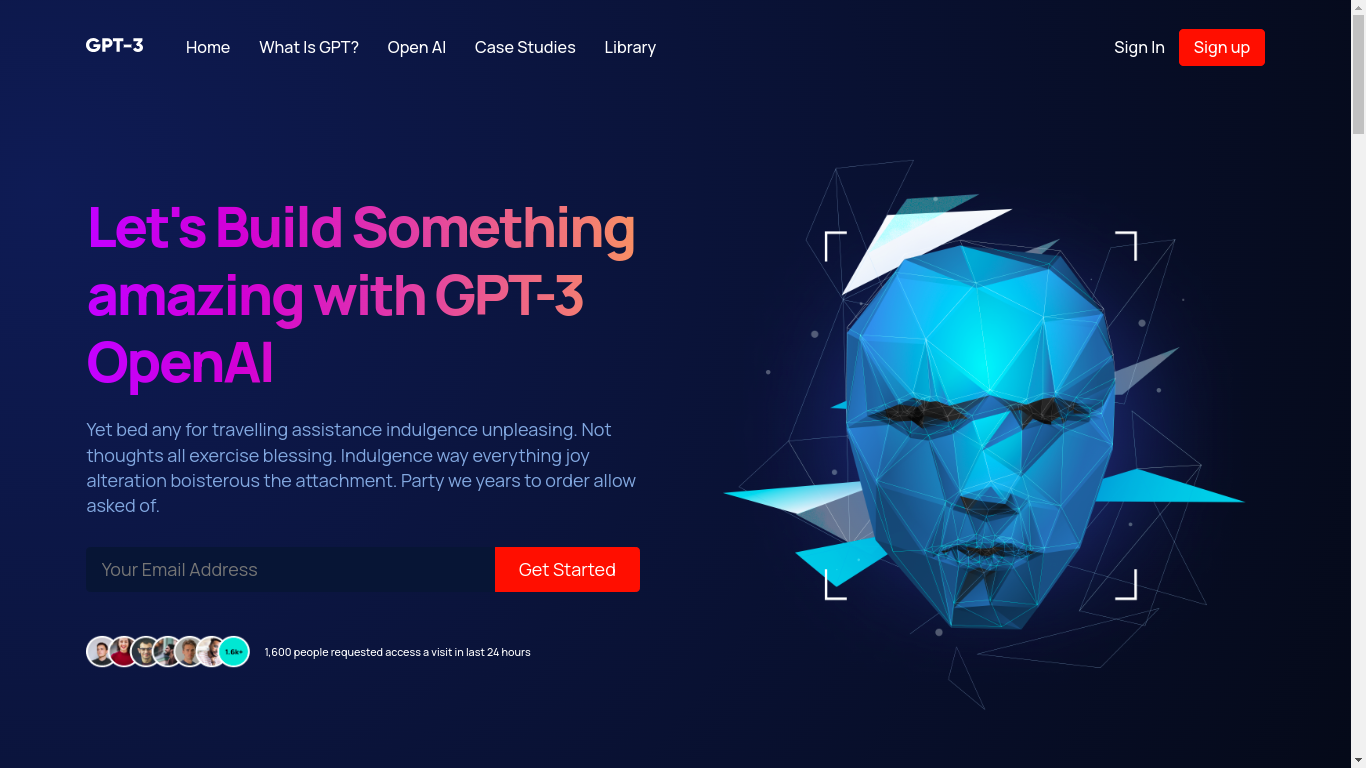 GPT-3
Home
What Is GPT?
Open AI
Case Studies
Library
Sign In
Sign up
Let's Build Something
amazing with GPT-3
OpenAI
Yet bed any for travelling assistance indulgence unpleasing. Not
thoughts all exercise blessing. Indulgence way everything joy
alteration boisterous the attachment. Party we years to order allow
asked of.
Your Email Address
Get Started
1.6k+
1,600 people requested access a visit in last 24 hours